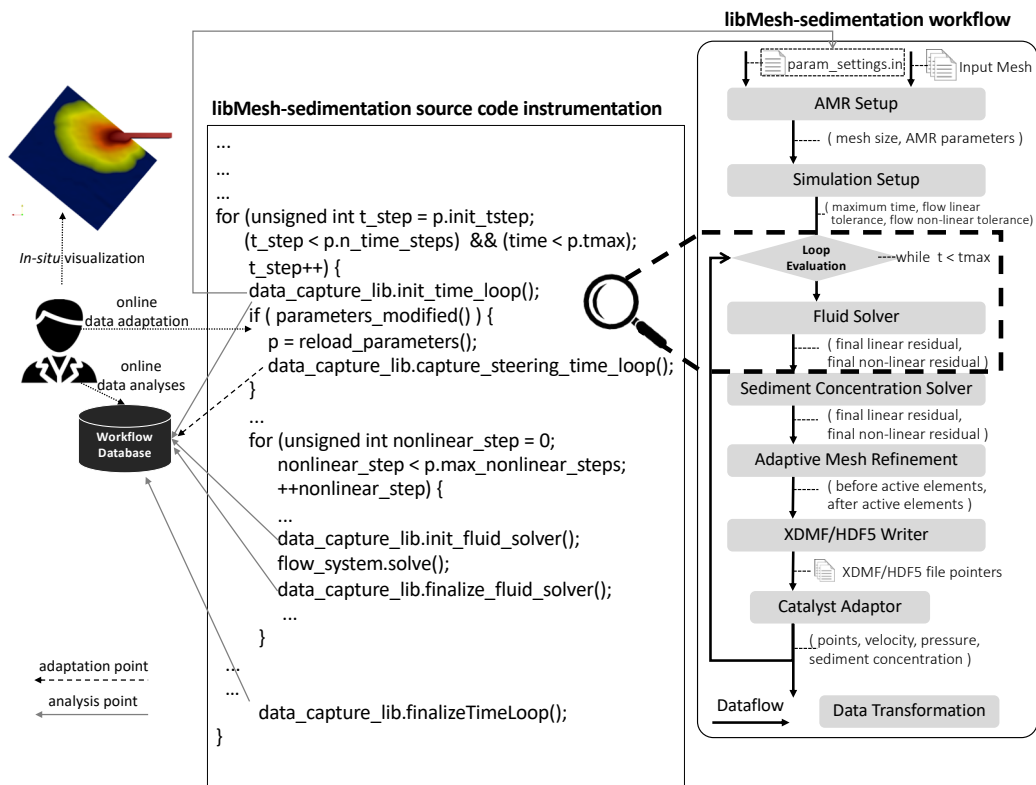 libMesh-sedimentation workflow
param_settings.in
Input Mesh
AMR Setup
( mesh size, AMR parameters )
Simulation Setup
( maximum time, flow linear
tolerance, flow non-linear tolerance)
Loop
Evaluation
while t < tmax
Fluid Solver
( final linear residual,
final non-linear residual )
Sediment Concentration Solver
( final linear residual,
final non-linear residual )
Adaptive Mesh Refinement
( before active elements,
after active elements )
XDMF/HDF5 Writer
XDMF/HDF5 file pointers
Catalyst Adaptor
( points, velocity, pressure,
sediment concentration )
Dataflow
Data Transformation
libMesh-sedimentation source code instrumentation
...
...
...
for (unsigned int t_step = p.init_tstep;
(t_step < p.n_time_steps) && (time < p.tmax);
t_step++) {
data_capture_lib.init_time_loop();
if ( parameters_modified() ) {
p = reload_parameters();
data_capture_lib.capture_steering_time_loop();
}
...
for (unsigned int nonlinear_step = 0;
nonlinear_step < p.max_nonlinear_steps;
++nonlinear_step) {
...
data_capture_lib.init_fluid_solver();
flow_system.solve();
data_capture_lib.finalize_fluid_solver();
...
}
...
...
data_capture_lib.finalizeTimeLoop();
}
In-situ visualization
online
data adaptation
online
data analyses
Workflow
Database
adaptation point
analysis point